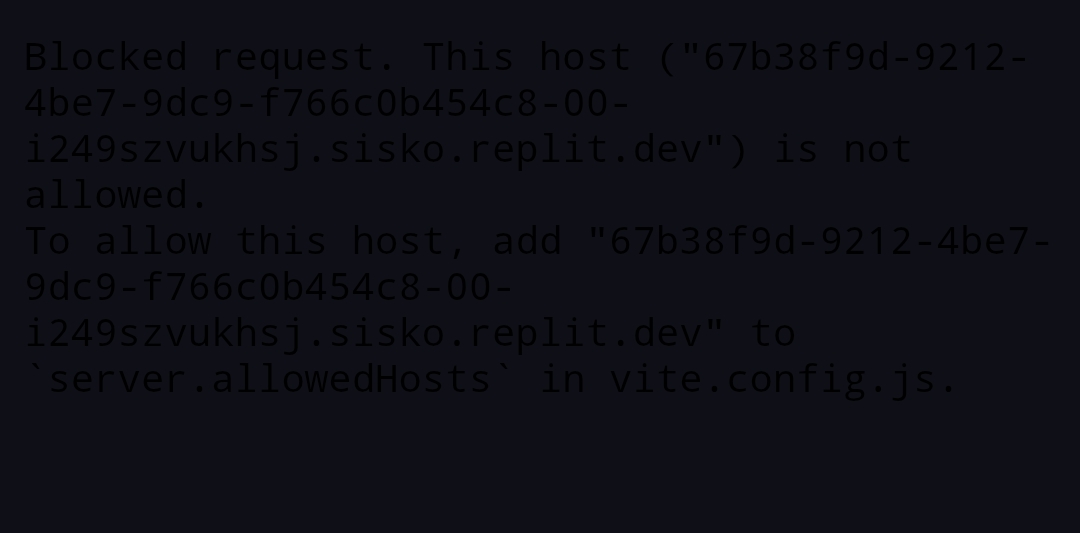 Blocked request. This host ("67b38f9d-9212-
4be7-9dc9-f766c0b454c8-00-
i249szvukhsj.sisko.replit.dev") is not
allowed.
To allow this host, add "67b38f9d-9212-4be7-
9dc9-f766c0b454c8-00-
i249szvukhsj.sisko.replit.dev" to
`server.allowedHosts` in vite.config.js.